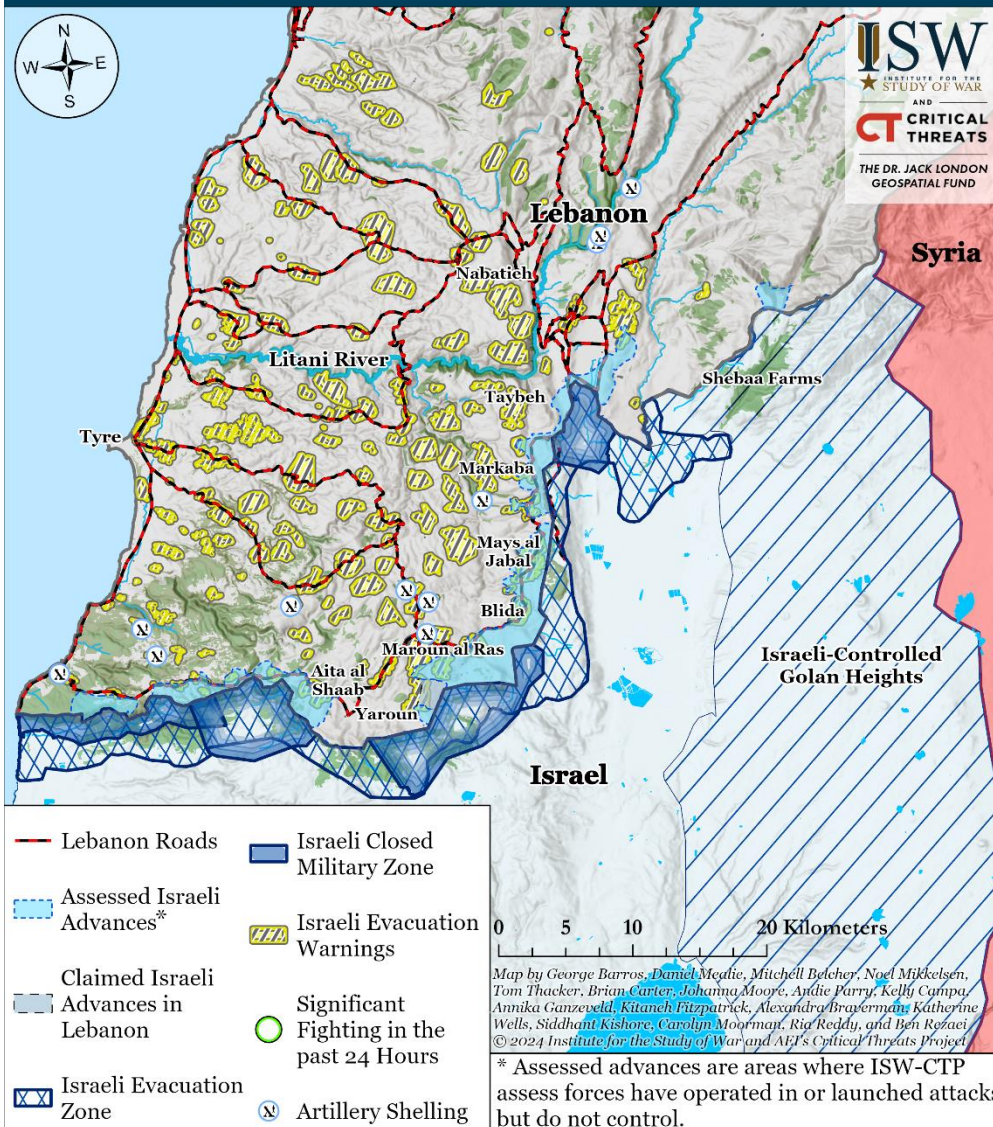 N
W E
S
ISW
INSTITUTE FOR THE
STUDY OF WAR
AND
CT CRITICAL
THREATS
THE DR. JACK LONDON
GEOSPATIAL FUND
Lebanon
Syria
Nabatieh
Litani River
Shebaa Farms
Taybeh
Tyre
Markaba
Mays al
Jabal
Blida
Maroun al Ras
Aita al
Shaab
Yaroun
Israeli-Controlled
Golan Heights
Israel
Lebanon Roads
Assessed Israeli
Advances*
Claimed Israeli
Advances in
Lebanon
Israeli Evacuation
Zone
Israeli Closed
Military Zone
Israeli Evacuation
Warnings
Significant
Fighting in the
past 24 Hours
Artillery Shelling
0 5 10 20 Kilometers
Map by George Barros, Daniel Mealie, Mitchell Belcher, Noel Mikkelsen,
Tom Thacker, Brian Carter, Johanna Moore, Andie Parry, Kelly Campa,
Annika Ganzeveld, Kitaneh Fitzpatrick, Alexandra Braverman, Katherine
Wells, Siddhant Kishore, Carolyn Moorman, Ria Reddy, and Ben Rezaei
© 2024 Institute for the Study of War and AEI's Critical Threats Project
* Assessed advances are areas where ISW-CTP
assess forces have operated in or launched attacks
but do not control.